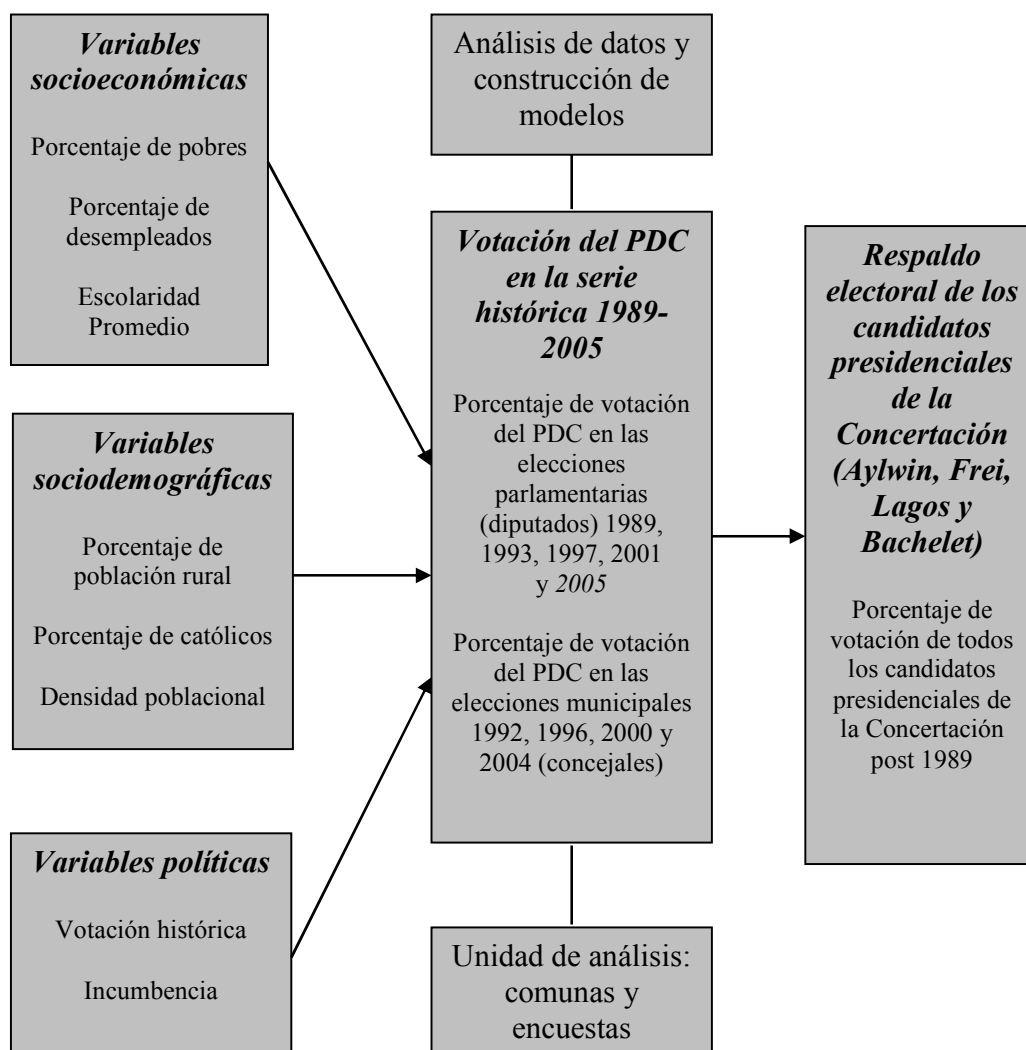 Variables
socioeconómicas
Porcentaje de pobres
Porcentaje de
desempleados
Escolaridad
Promedio
Variables
sociodemográficas
Porcentaje de
población rural
Porcentaje de católicos
Densidad poblacional
Variables políticas
Votación histórica
Incumbencia
Análisis de datos y
construcción de
modelos
Votación del PDC
en la serie
histórica 1989-
2005
Porcentaje de votación
del PDC en las
elecciones
parlamentarias
(diputados) 1989,
1993, 1997, 2001
y 2005
Porcentaje de votación
del PDC en las
elecciones municipales
1992, 1996, 2000 y
2004 (concejales)
Unidad de análisis:
comunas y
encuestas
Respaldo
electoral de los
candidatos
presidenciales
de la
Concertación
(Aylwin, Frei,
Lagos y
Bachelet)
Porcentaje de
votación de todos
los candidatos
presidenciales de
la Concertación
post 1989